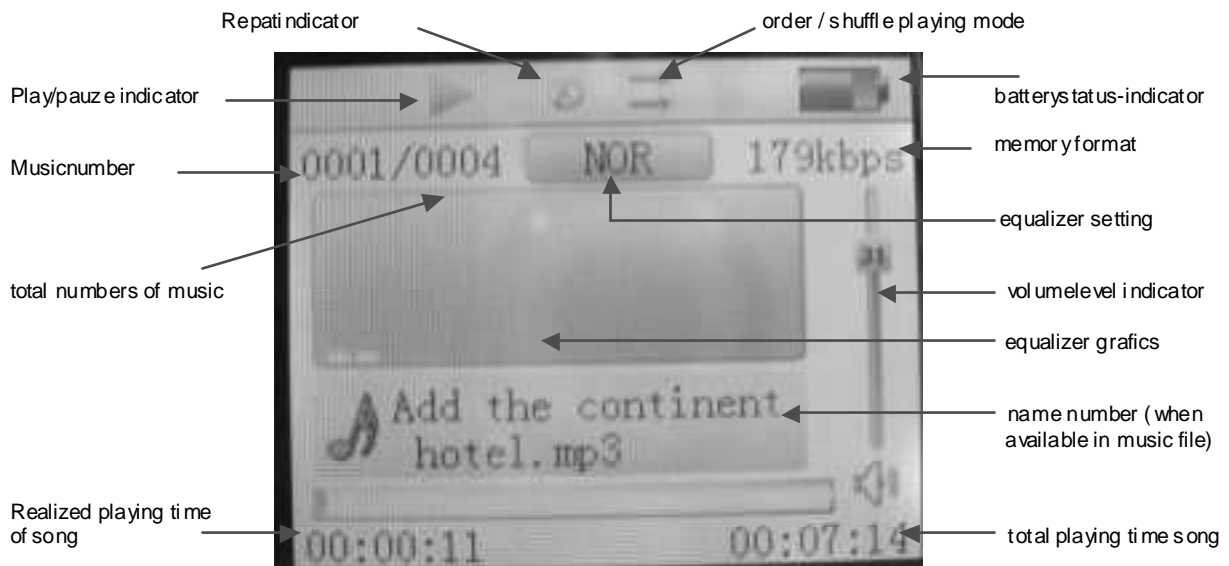 Repatindicator
order / shuffle playing mode
Play/pauze indicator
batterystatus-indicator
memory format
Musicnumber
0001/0004
NOR
179kbps
equalizer setting
total numbers of music
31
volumelevel indicator
equalizer grafics
Add the continent
hotel.mp3
name number (when
available in music file)
Realized playing time
of song
00:00:11
00:07:14
total playing time song